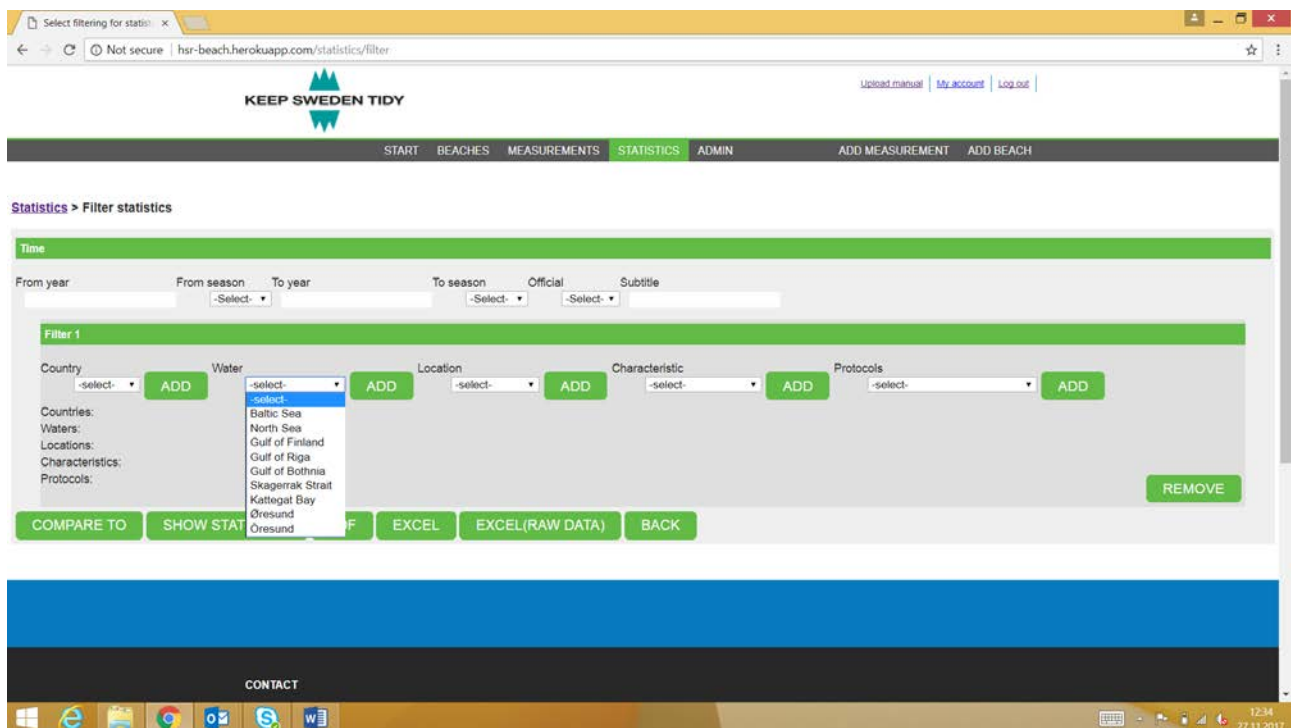 Select filtering for statis
Not secure | hsr-beach.herokuapp.com/statistics/filter
Upload manual | My account | Log out
KEEP SWEDEN TIDY
START BEACHES MEASUREMENTS STATISTICS ADMIN ADD MEASUREMENT ADD BEACH
Statistics > Filter statistics
Time
From year From season To year To season Official Subtitle
-Select- -Select- -Select-
Filter 1
Country Water Location Characteristic Protocols
-select- ADD -select- ADD -select- ADD -select- ADD -select- ADD
-select-
Countries: Baltic Sea
Waters: North Sea
Locations: Gulf of Finland
Characteristics: Gulf of Riga
Protocols: Gulf of Bothnia
Skagerrak Strait
REMOVE
Kattegat Bay
Øresund
COMPARE TO SHOW STAT F EXCEL EXCEL(RAW DATA) BACK
Öresund
CONTACT
12:34
27.11.2017